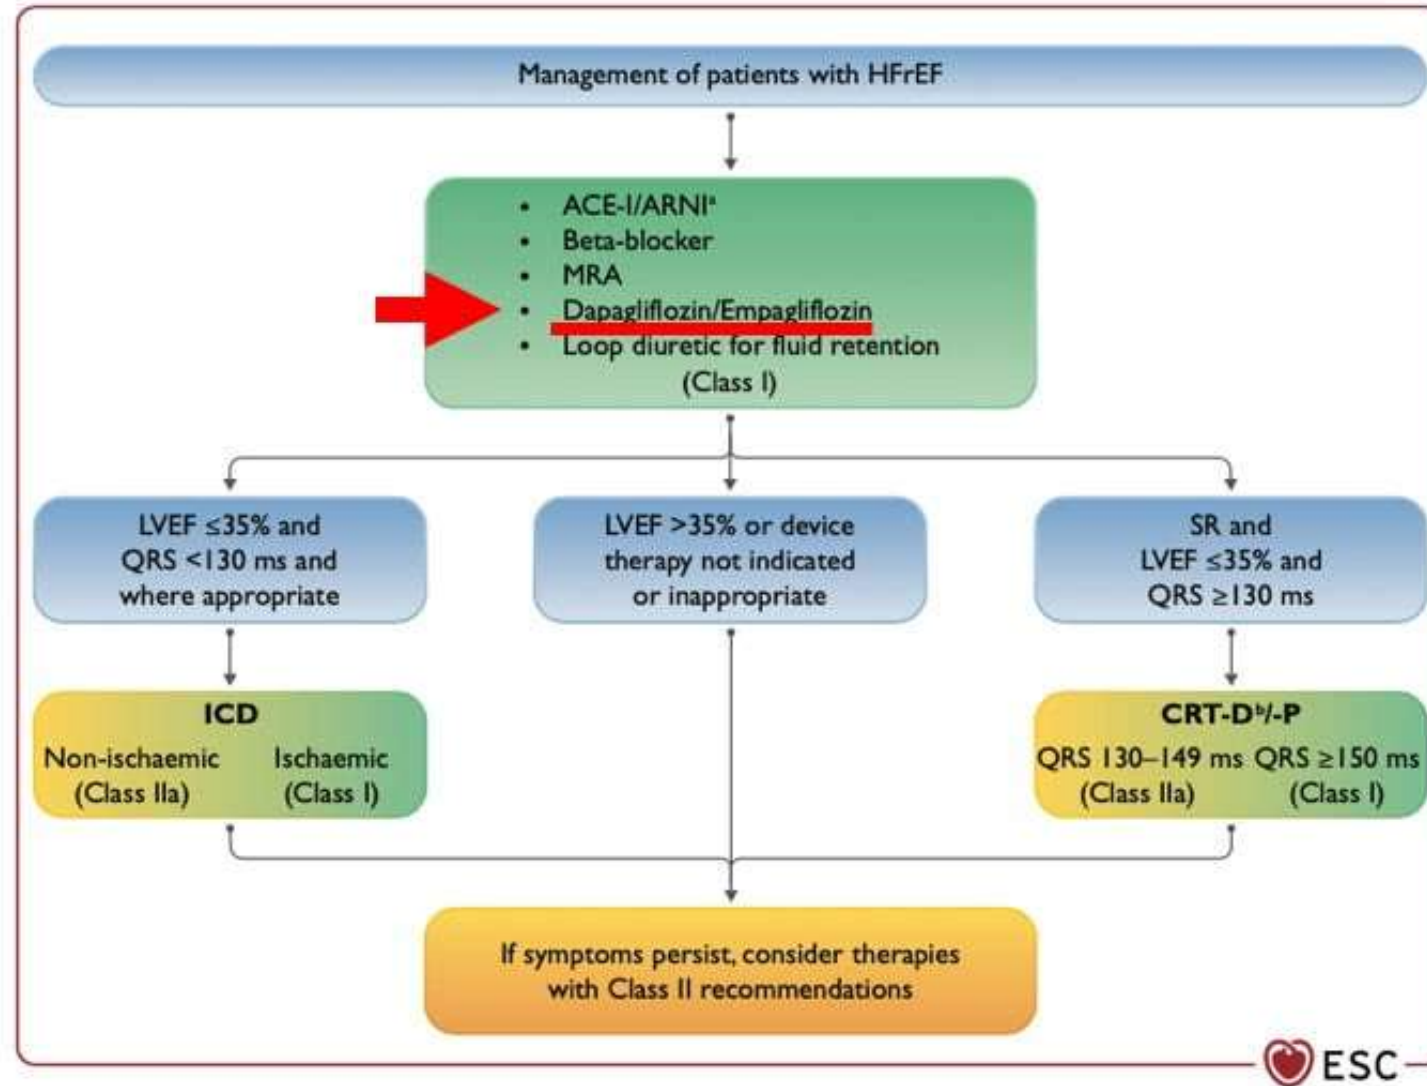 Management of patients with HFrEF
• ACE-I/ARNIᵃ
• Beta-blocker
• MRA
• Dapagliflozin/Empagliflozin
• Loop diuretic for fluid retention
(Class I)
LVEF ≤35% and
QRS <130 ms and
where appropriate
LVEF >35% or device
therapy not indicated
or inappropriate
SR and
LVEF ≤35% and
QRS ≥130 ms
ICD
Non-ischaemic
(Class IIa)
Ischaemic
(Class I)
CRT-Dᵇ/-P
QRS 130–149 ms
(Class IIa)
QRS ≥150 ms
(Class I)
If symptoms persist, consider therapies
with Class II recommendations
ESC